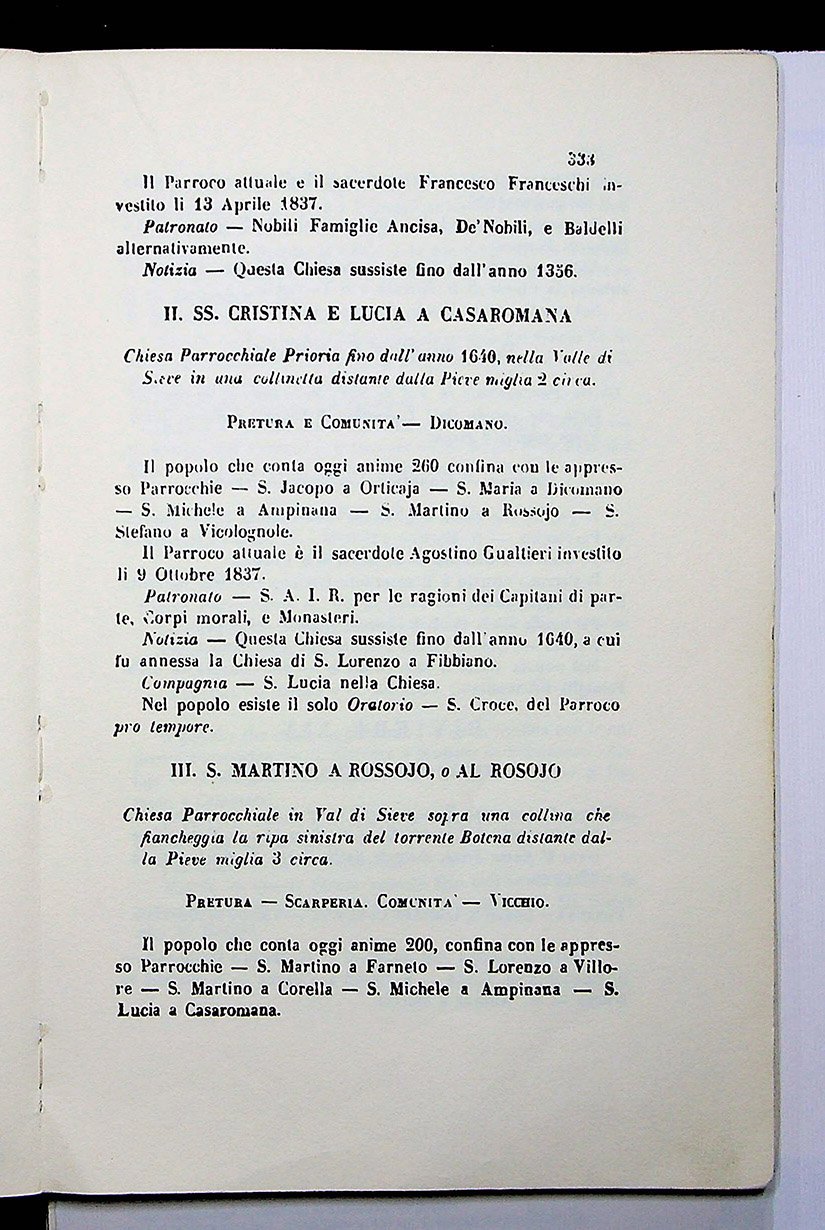 333
Il Parroco attuale e il sacerdote Francesco Franceschi in-
vestito li 13 Aprile 1837.
Patronato — Nobili Famiglie Ancisa, De'Nobili, e Baldelli
alternativamente.
Notizia — Questa Chiesa sussiste fino dall'anno 1356.
II. SS. CRISTINA E LUCIA A CASAROMANA
Chiesa Parrocchiale Prioria fino dall' anno 1640, nella Valle di
Sieve in una collinetta distante dalla Pieve miglia 2 circa.
PRETURA E COMUNITA'— DICOMANO.
Il popolo che conta oggi anime 260 confina con le appres-
so Parrocchie — S. Jacopo a Orticaja — S. Maria a Dicomano
— S. Michele a Ampinana — S. Martino a Rossojo — S.
Stefano a Vicolognole.
Il Parroco attuale è il sacerdote Agostino Gualtieri investito
li 9 Ottobre 1837.
Patronato — S. A. I. R. per le ragioni dei Capitani di par-
te, Corpi morali, e Monasteri.
Notizia — Questa Chiesa sussiste fino dall'anno 1640, a cui
fu annessa la Chiesa di S. Lorenzo a Fibbiano.
Compagnia — S. Lucia nella Chiesa.
Nel popolo esiste il solo Oratorio — S. Croce, del Parroco
pro tempore.
III. S. MARTINO A ROSSOJO, o AL ROSOJO
Chiesa Parrocchiale in Val di Sieve sopra una collina che
fiancheggia la ripa sinistra del torrente Botena distante dal-
la Pieve miglia 3 circa.
PRETURA — SCARPERIA. COMUNITA'— VICCHIO.
Il popolo che conta oggi anime 200, confina con le appres-
so Parrocchie — S. Martino a Farneto — S. Lorenzo a Villo-
re — S. Martino a Corella — S. Michele a Ampinana — S.
Lucia a Casaromana.